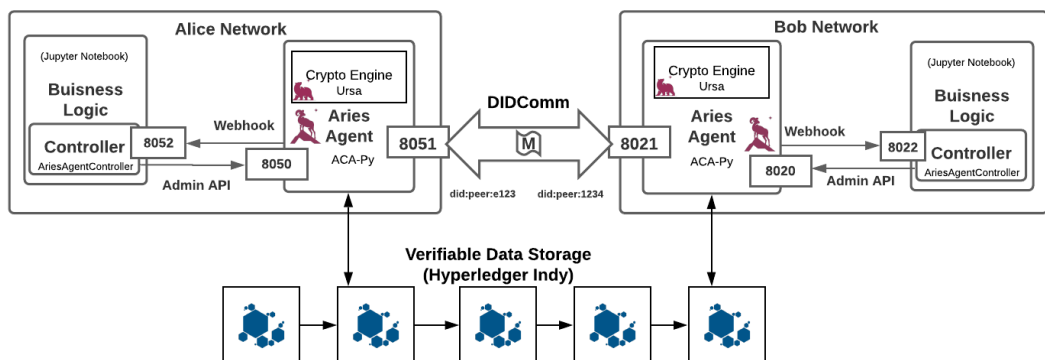 Alice Network
(Jupyter Notebook)
Buisness
Logic
Controller
AriesAgentController
8052
Webhook
8050
Admin API
Crypto Engine
Ursa
Aries
Agent
ACA-Py
8051
DIDComm
M
did:peer:e123
did:peer:1234
Bob Network
8021
Crypto Engine
Ursa
Aries
Agent
ACA-Py
Webhook
8022
8020
Admin API
(Jupyter Notebook)
Buisness
Logic
Controller
AriesAgentController
Verifiable Data Storage
(Hyperledger Indy)